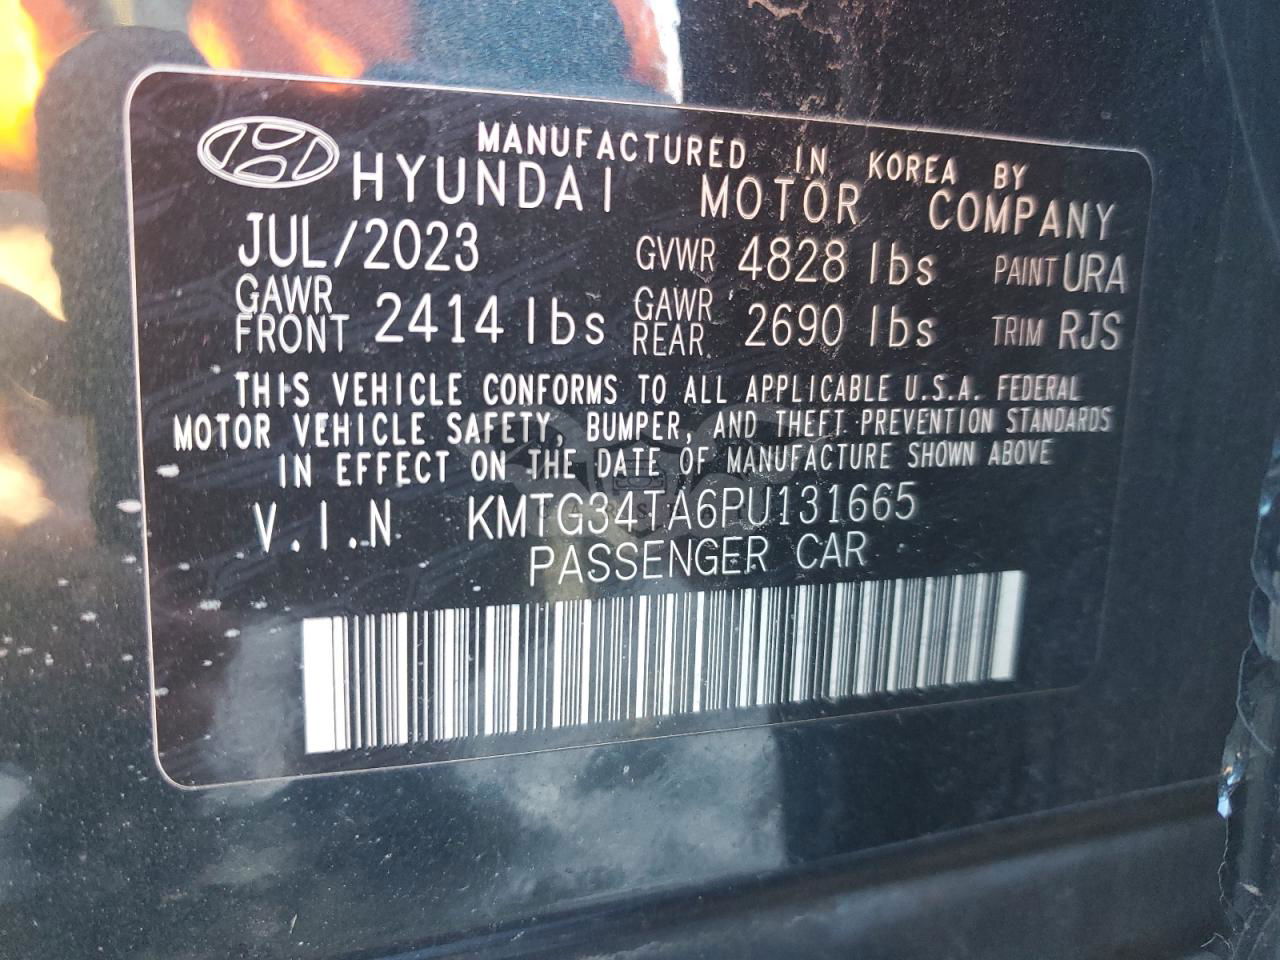 MANUFACTURED IN KOREA BY
HYUNDAI MOTOR COMPANY
JUL/2023 GVWR 4828 lbs PAINT URA
GAWR FRONT 2414 lbs GAWR REAR 2690 lbs TRIM RJS
THIS VEHICLE CONFORMS TO ALL APPLICABLE U.S.A. FEDERAL
MOTOR VEHICLE SAFETY, BUMPER, AND THEFT PREVENTION STANDARDS
IN EFFECT ON THE DATE OF MANUFACTURE SHOWN ABOVE
V.I.N KMTG34TA6PU131665
PASSENGER CAR